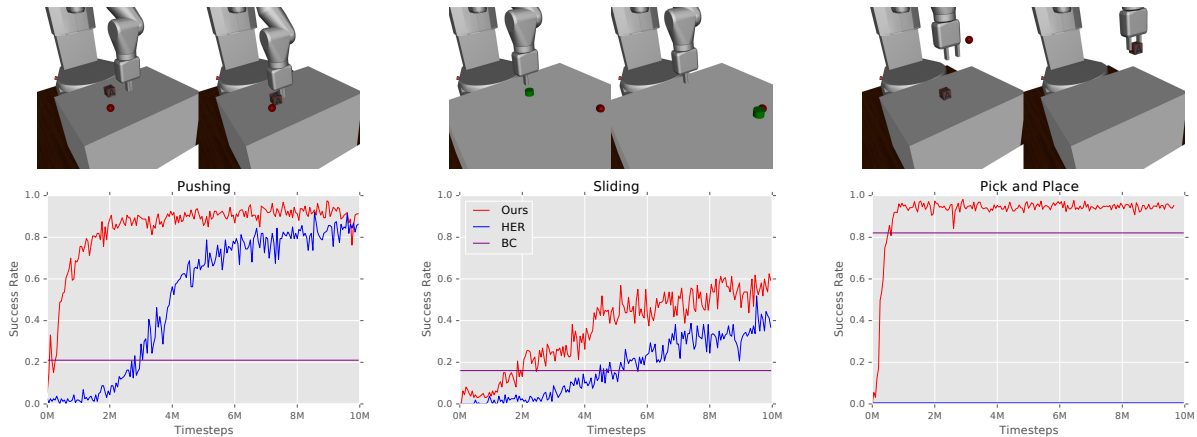 Pushing
1.0
0.8
0.6
0.4
0.2
0.0
Success Rate
0M
2M
4M
6M
8M
10M
Timesteps
Sliding
1.0
0.8
0.6
0.4
0.2
0.0
Success Rate
Ours
HER
BC
0M
2M
4M
6M
8M
10M
Timesteps
Pick and Place
1.0
0.8
0.6
0.4
0.2
0.0
Success Rate
0M
2M
4M
6M
8M
10M
Timesteps